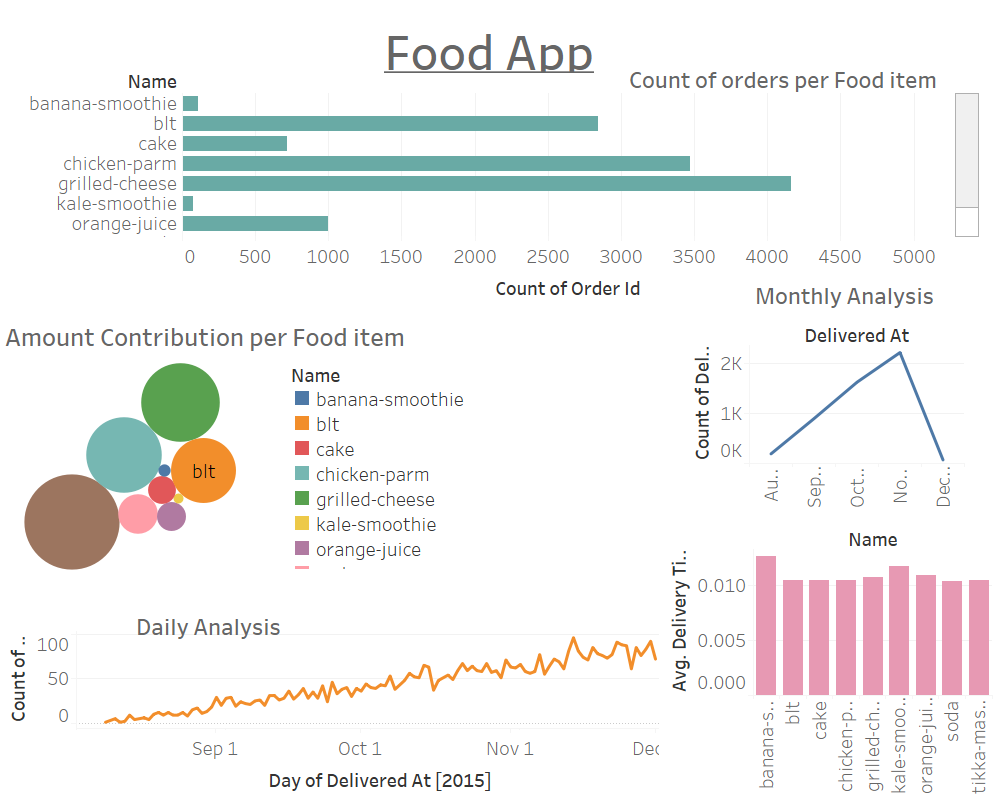 Food App
Count of orders per Food item
Name
banana-smoothie
blt
cake
chicken-parm
grilled-cheese
kale-smoothie
orange-juice
0 500 1000 1500 2000 2500 3000 3500 4000 4500 5000
Count of Order Id
Monthly Analysis
Delivered At
Count of Del..
2K
1K
0K
Au.. Sep.. Oct.. No.. Dec..
Amount Contribution per Food item
blt
Name
banana-smoothie
blt
cake
chicken-parm
grilled-cheese
kale-smoothie
orange-juice
Name
Avg. Delivery Ti..
0.010
0.005
0.000
banana-s.. blt cake chicken-p.. grilled-ch.. kale-smoo.. orange-jui.. soda tikka-mas..
Daily Analysis
Count of ..
100
50
0
Sep 1 Oct 1 Nov 1 Dec
Day of Delivered At [2015]